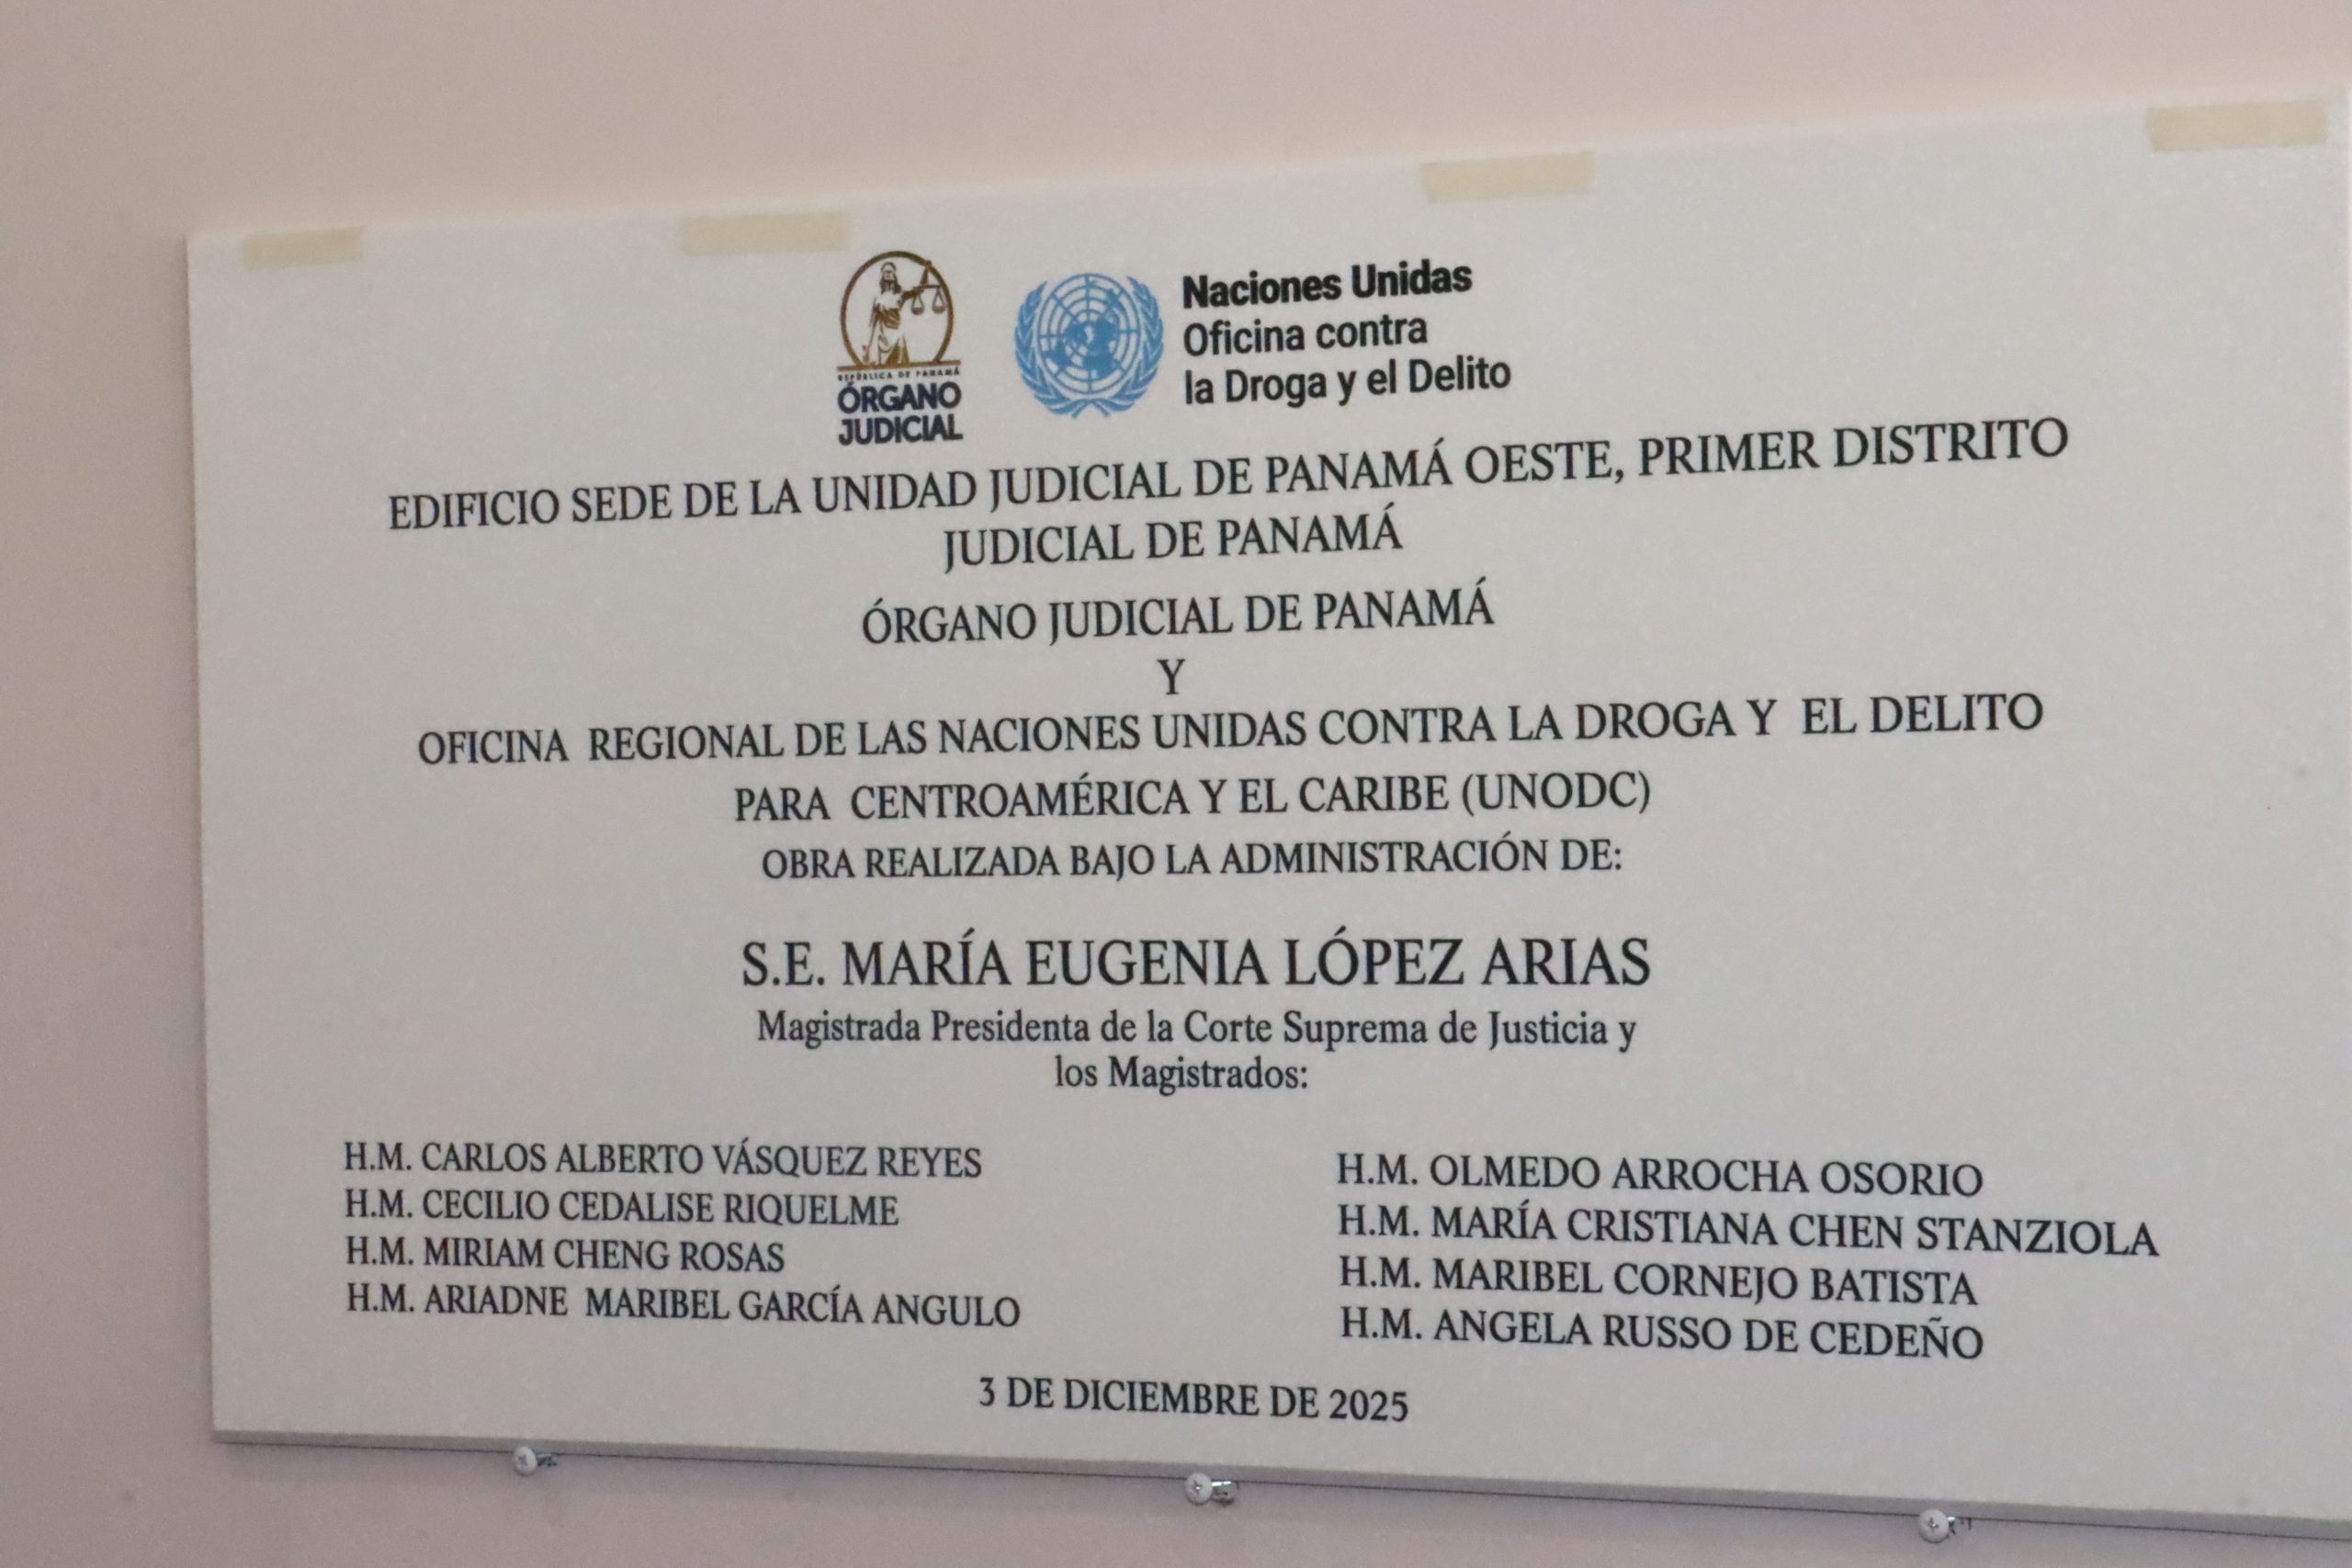 REPÚBLICA DE PANAMÁ
ÓRGANO
JUDICIAL
Naciones Unidas
Oficina contra
la Droga y el Delito
EDIFICIO SEDE DE LA UNIDAD JUDICIAL DE PANAMÁ OESTE, PRIMER DISTRITO
JUDICIAL DE PANAMÁ
ÓRGANO JUDICIAL DE PANAMÁ
Y
OFICINA REGIONAL DE LAS NACIONES UNIDAS CONTRA LA DROGA Y EL DELITO
PARA CENTROAMÉRICA Y EL CARIBE (UNODC)
OBRA REALIZADA BAJO LA ADMINISTRACIÓN DE:
S.E. MARÍA EUGENIA LÓPEZ ARIAS
Magistrada Presidenta de la Corte Suprema de Justicia y
los Magistrados:
H.M. CARLOS ALBERTO VÁSQUEZ REYES
H.M. CECILIO CEDALISE RIQUELME
H.M. MIRIAM CHENG ROSAS
H.M. ARIADNE MARIBEL GARCÍA ANGULO
H.M. OLMEDO ARROCHA OSORIO
H.M. MARÍA CRISTIANA CHEN STANZIOLA
H.M. MARIBEL CORNEJO BATISTA
H.M. ANGELA RUSSO DE CEDEÑO
3 DE DICIEMBRE DE 2025